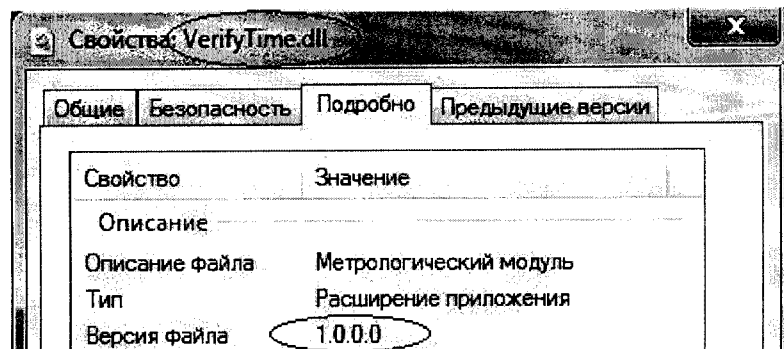 Свойства: VerifyTime.dll
Общие Безопасность Подробно Предыдущие версии
Свойство Значение
Описание
Описание файла Метрологический модуль
Тип Расширение приложения
Версия файла 1.0.0.0